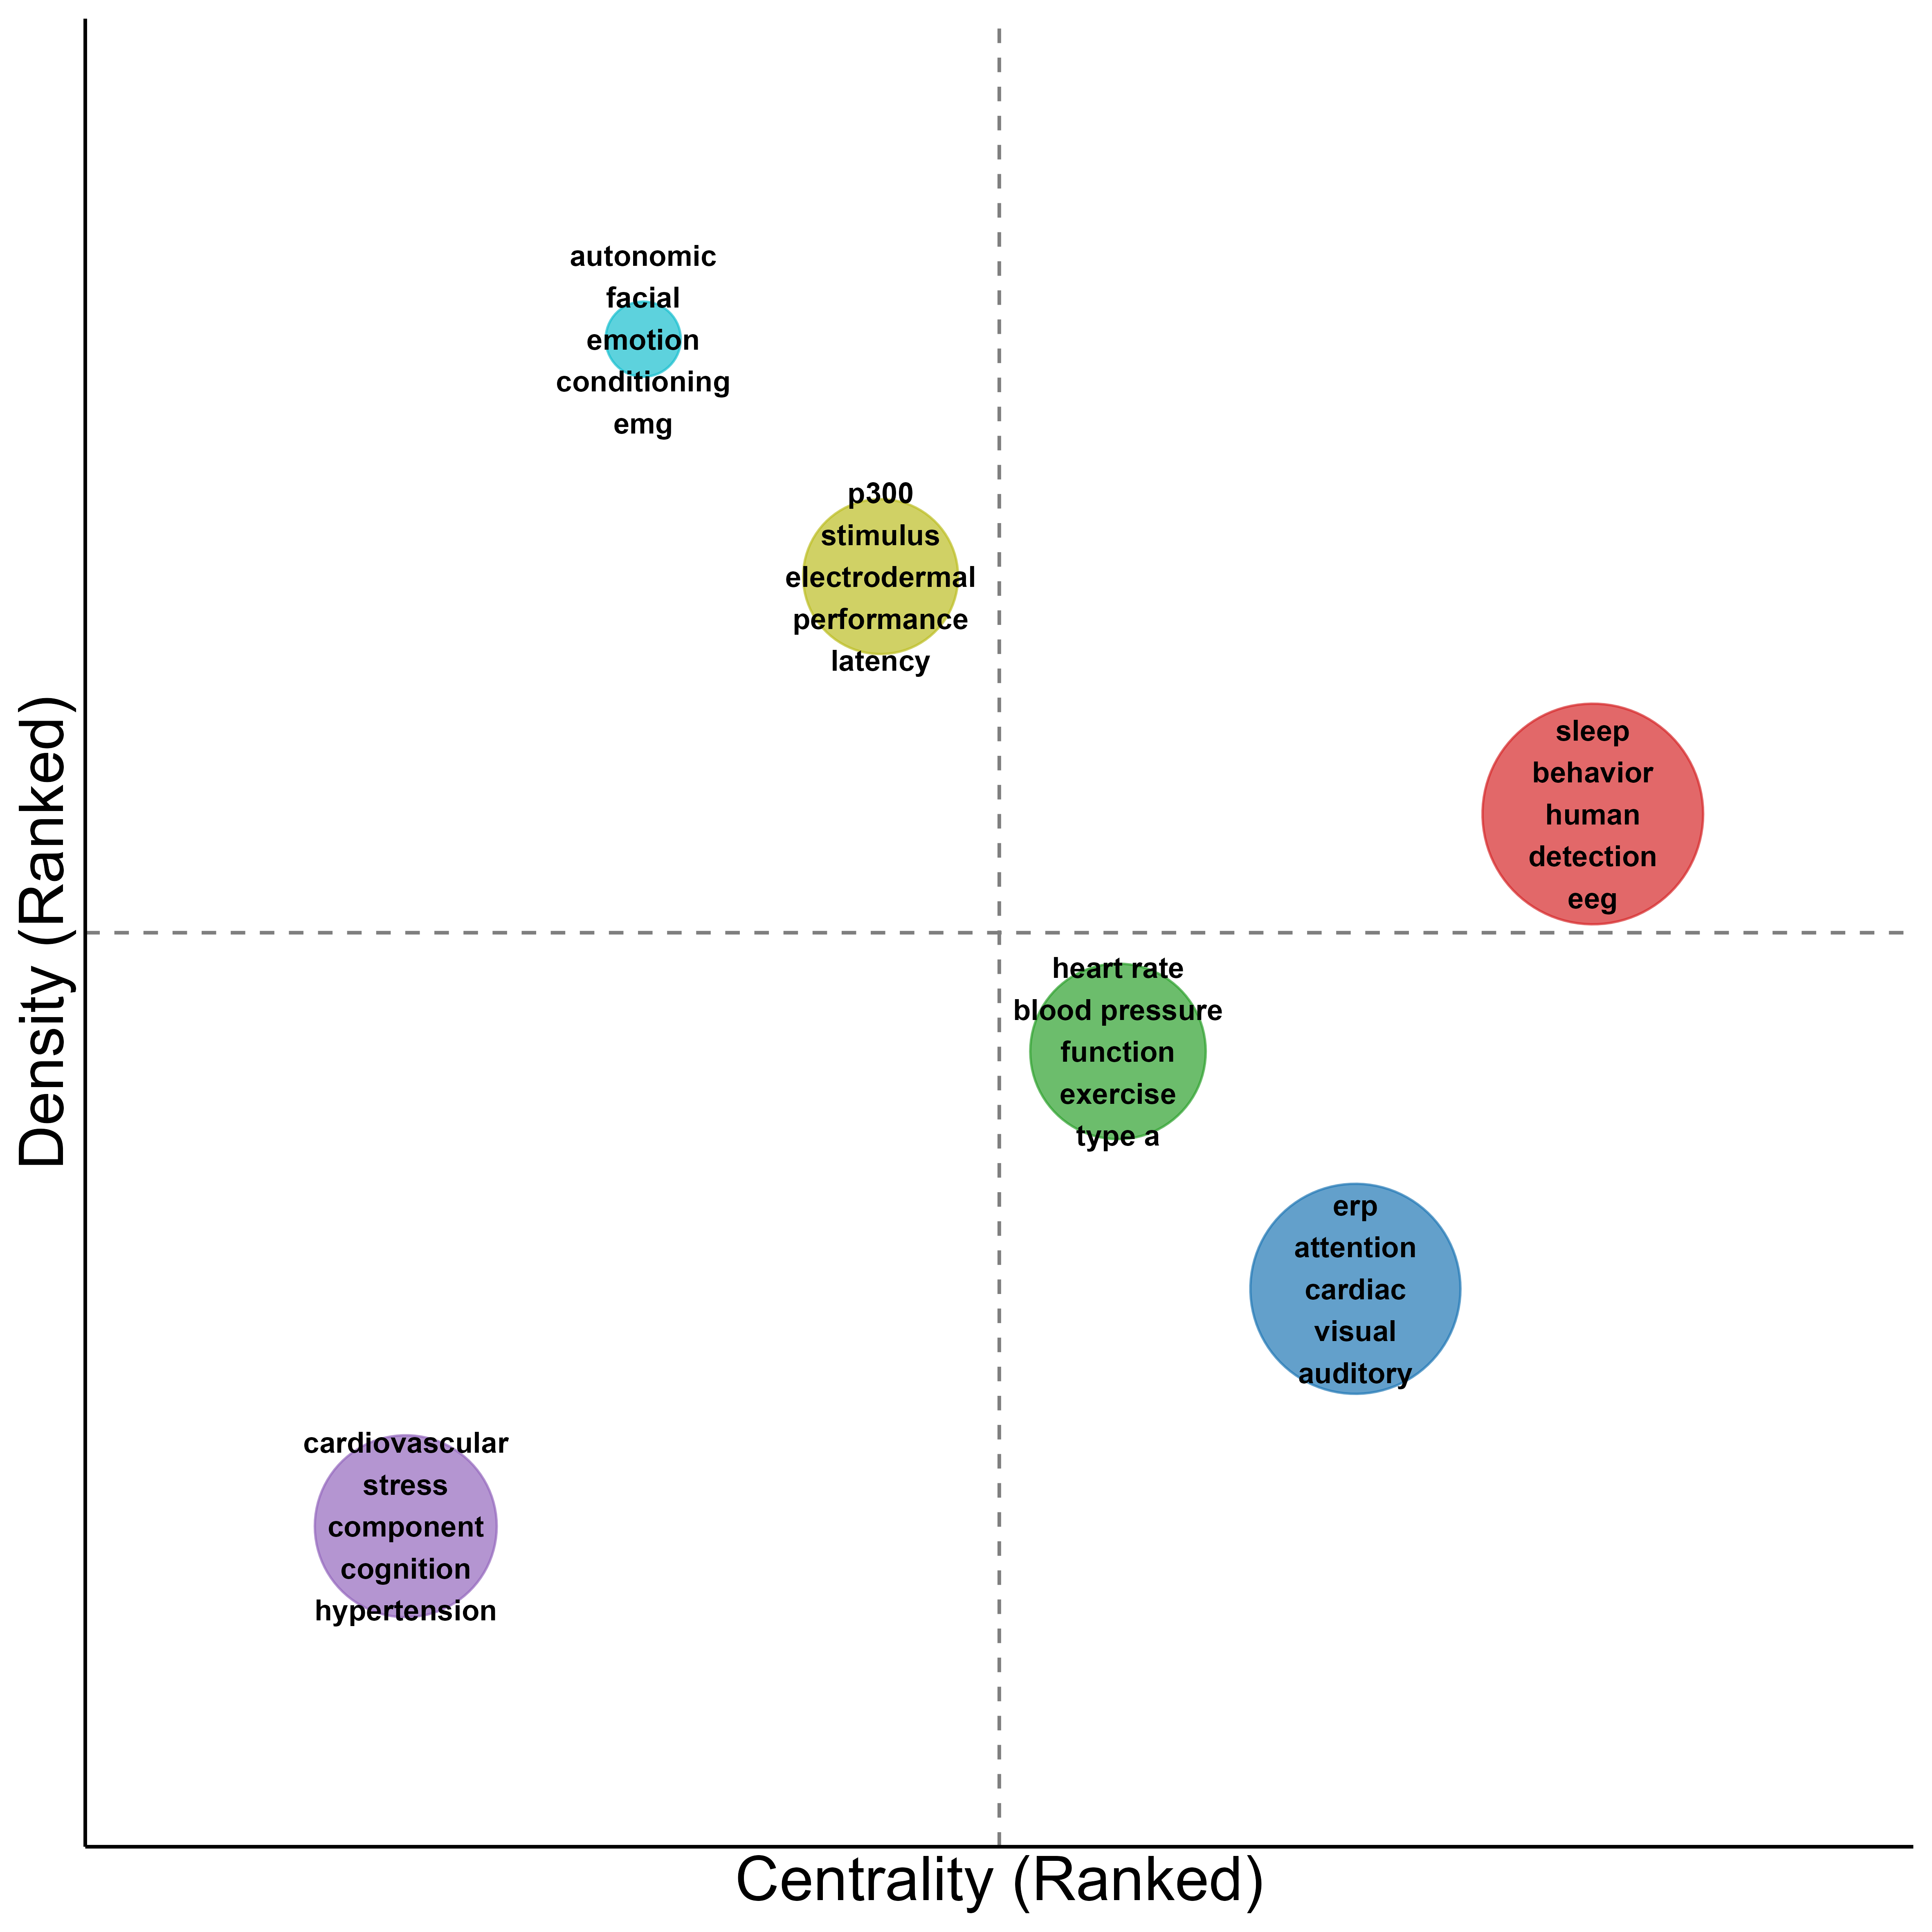 autonomic
facial
emotion
conditioning
emg
p300
stimulus
electrodermal
performance
latency
sleep
behavior
human
detection
eeg
heart rate
blood pressure
function
exercise
type a
erp
attention
cardiac
visual
auditory
cardiovascular
stress
component
cognition
hypertension
Density (Ranked)
Centrality (Ranked)